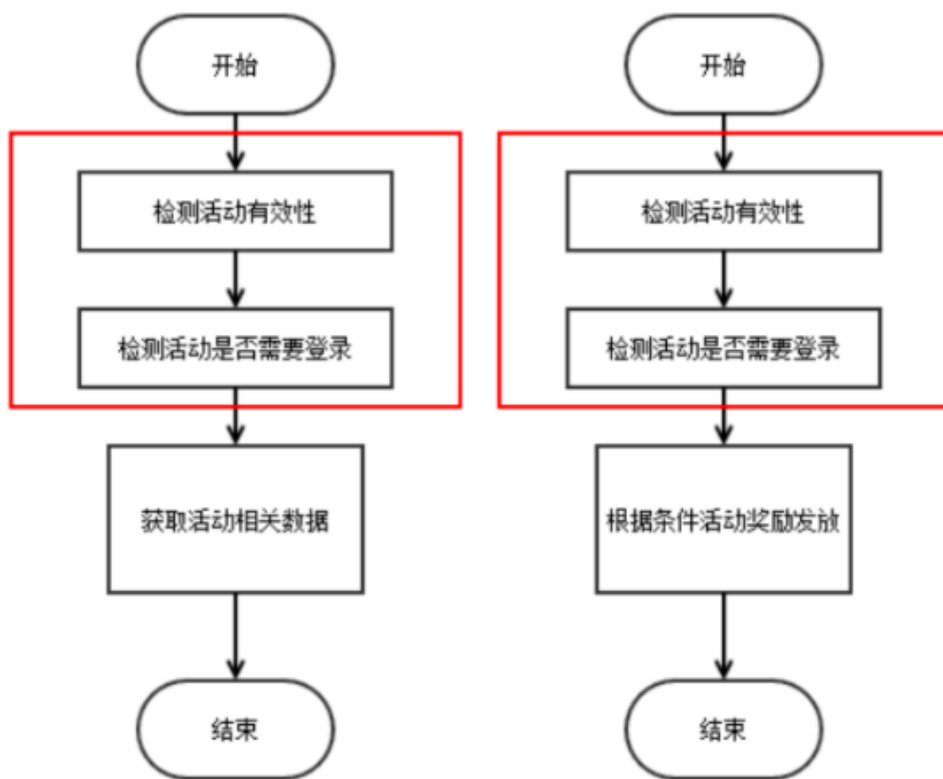 开始
检测活动有效性
检测活动是否需要登录
获取活动相关数据
结束
开始
检测活动有效性
检测活动是否需要登录
根据条件活动奖励发放
结束